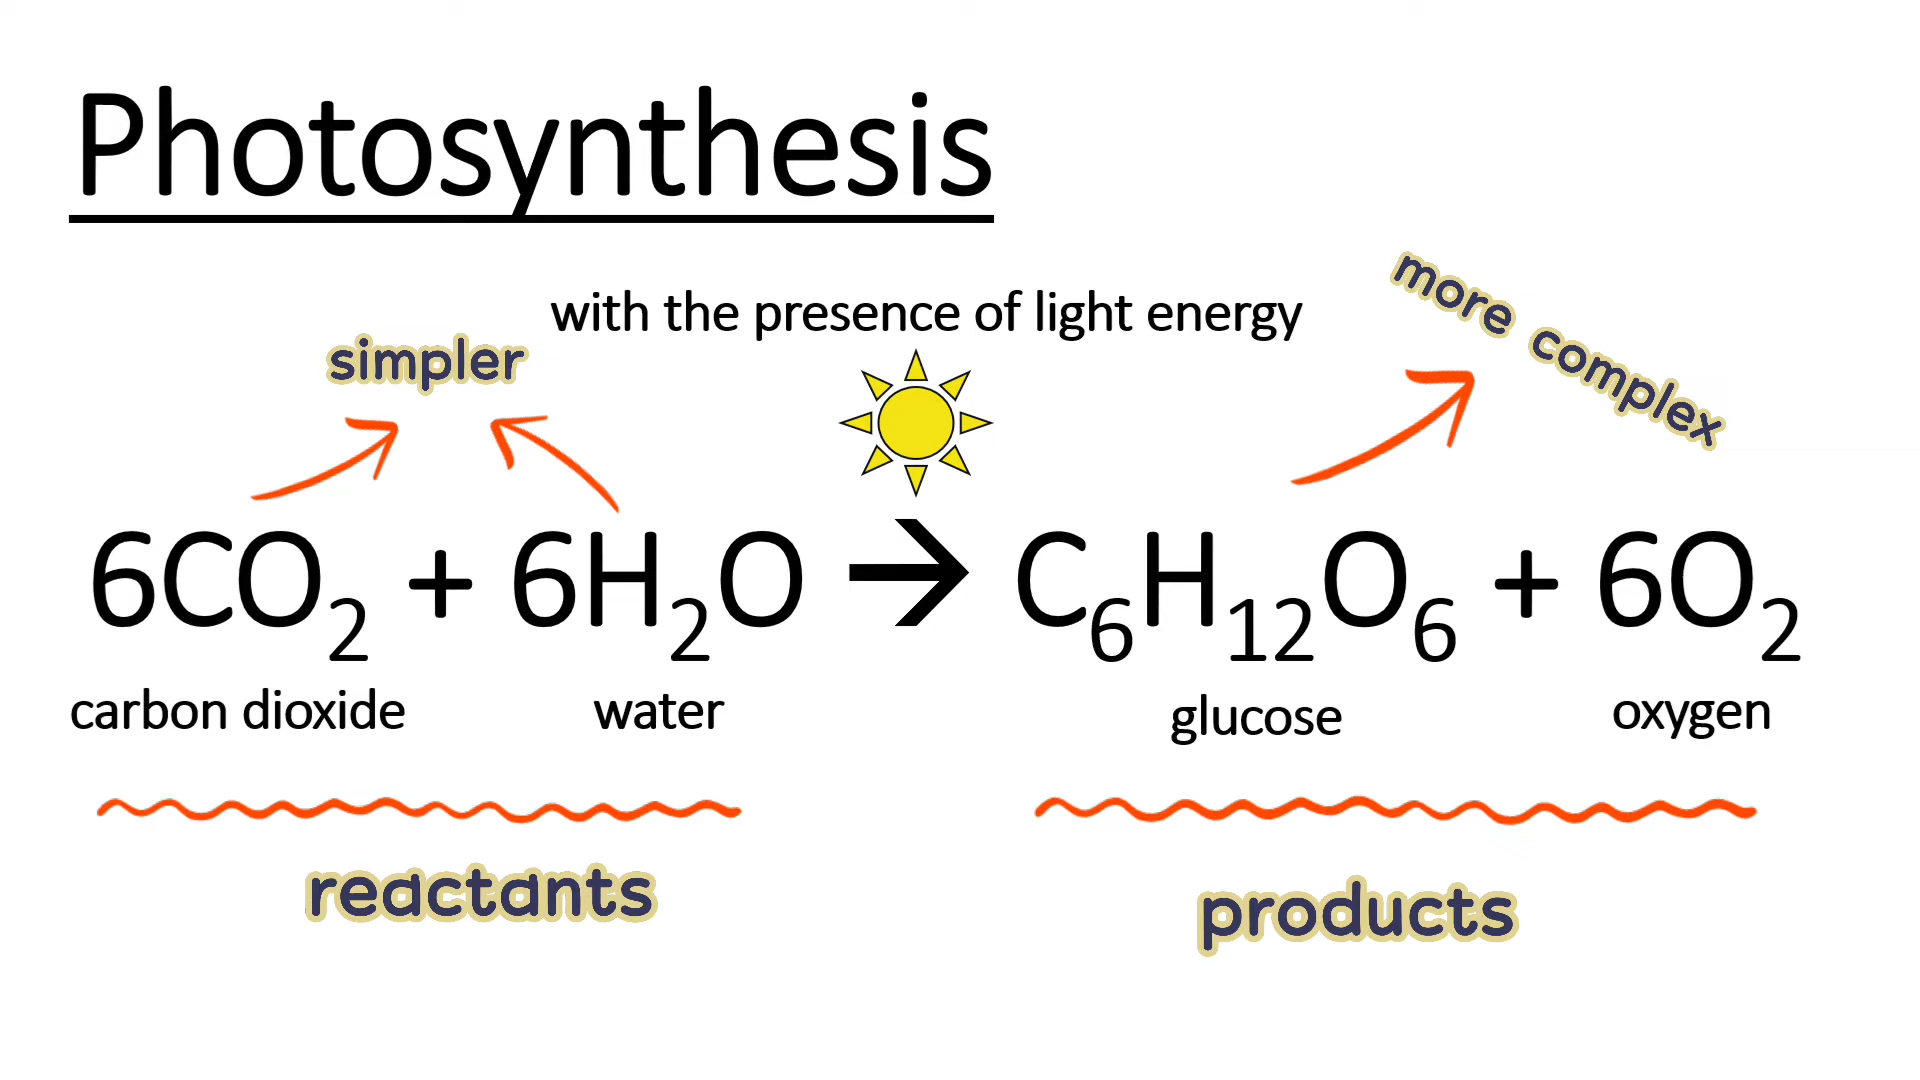 Photosynthesis
with the presence of light energy
simpler
more complex
6CO₂ + 6H₂O → C₆H₁₂O₆ + 6O₂
carbon dioxide water glucose oxygen
reactants products